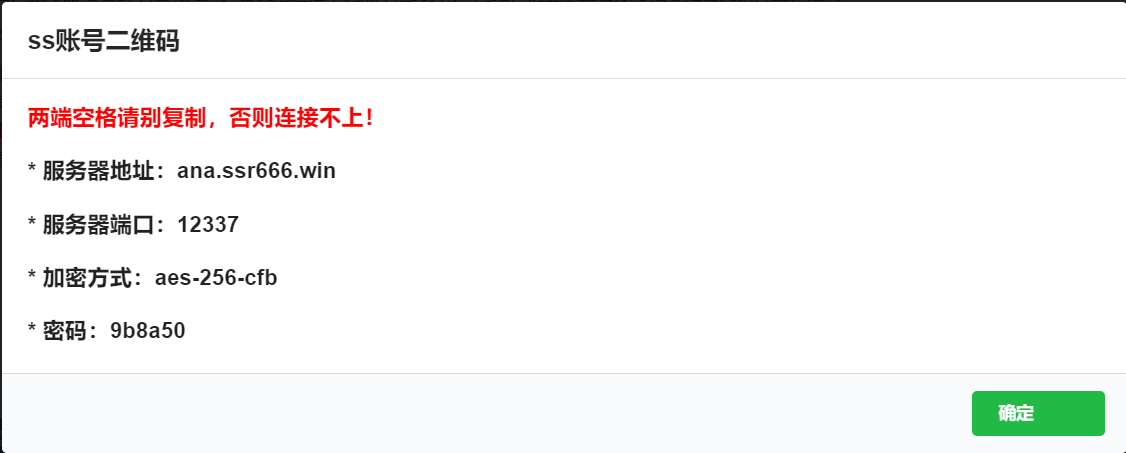 ss账号二维码
两端空格请别复制，否则连接不上！
* 服务器地址：ana.ssr666.win
* 服务器端口：12337
* 加密方式：aes-256-cfb
* 密码：9b8a50
确定